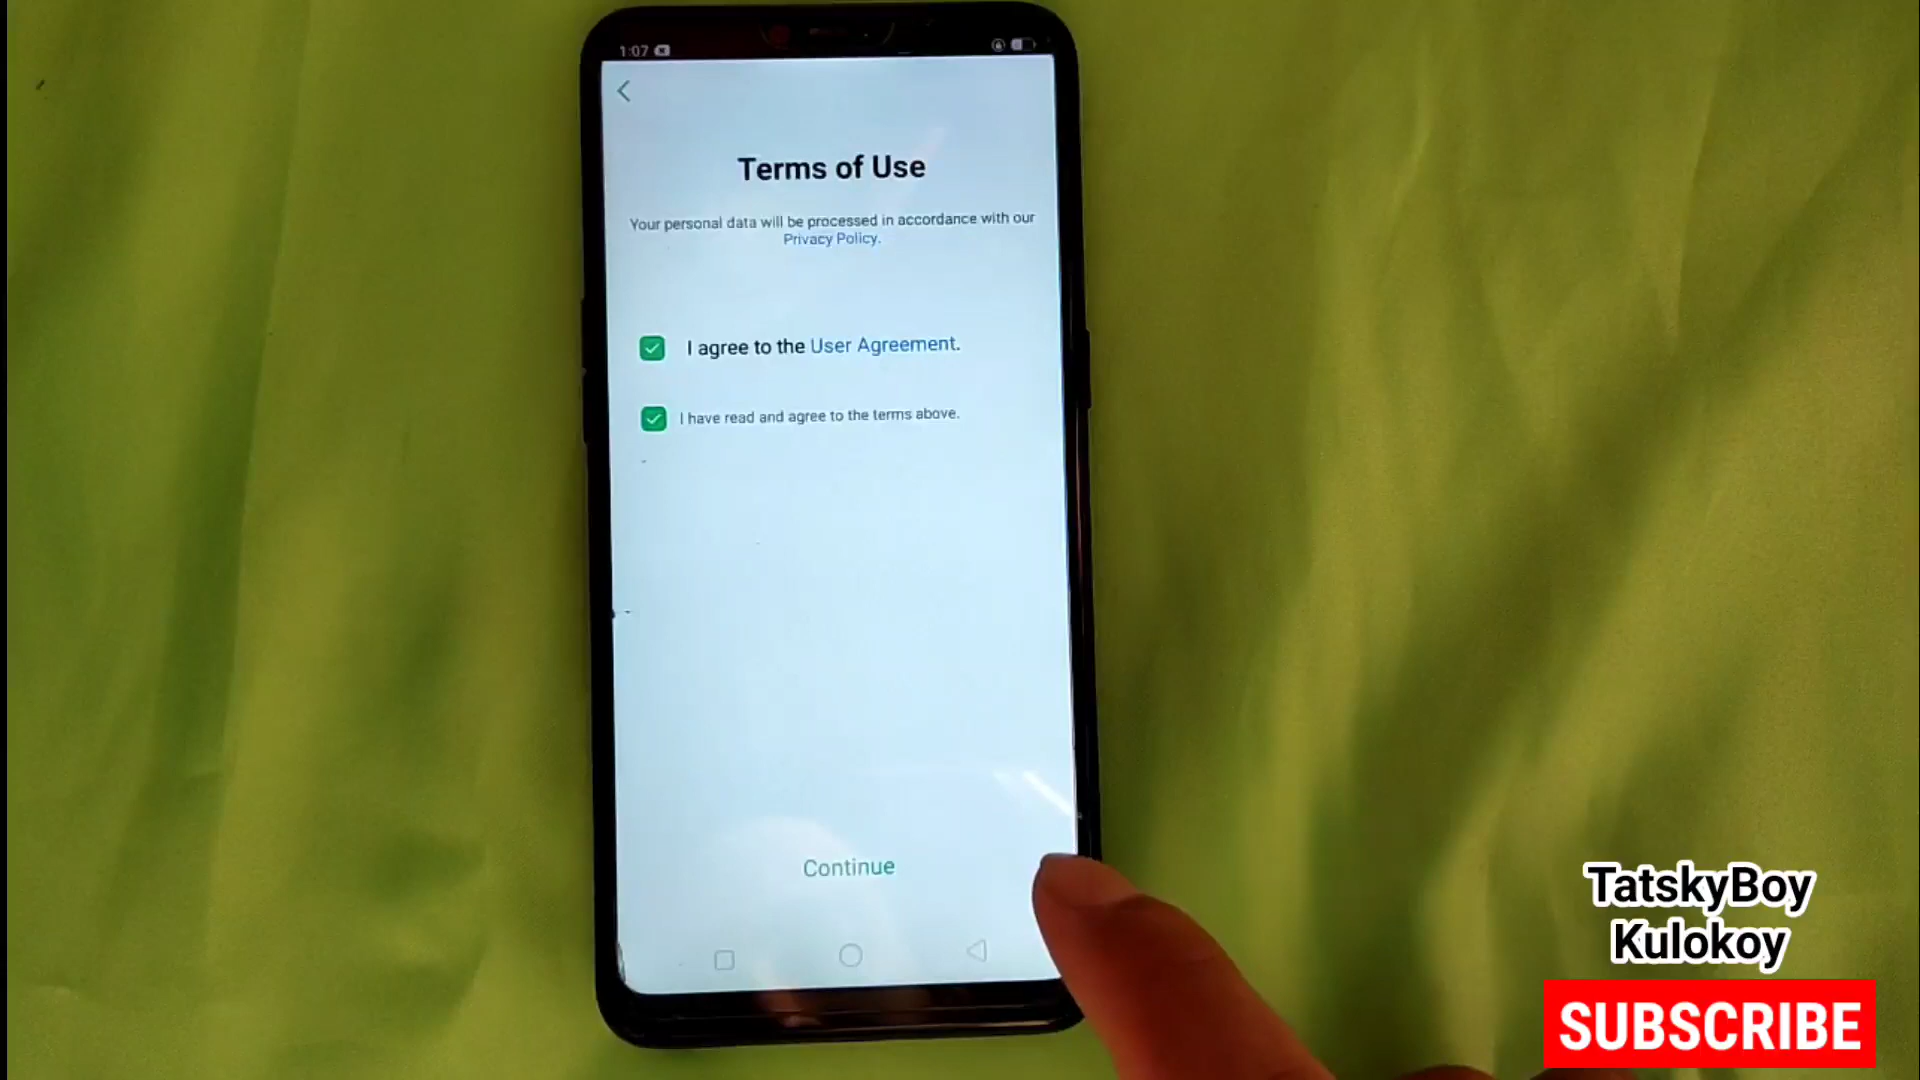 1:07
Terms of Use
Your personal data will be processed in accordance with our
Privacy Policy.
I agree to the User Agreement.
I have read and agree to the terms above.
Continue
TatskyBoy
Kulokoy
SUBSCRIBE